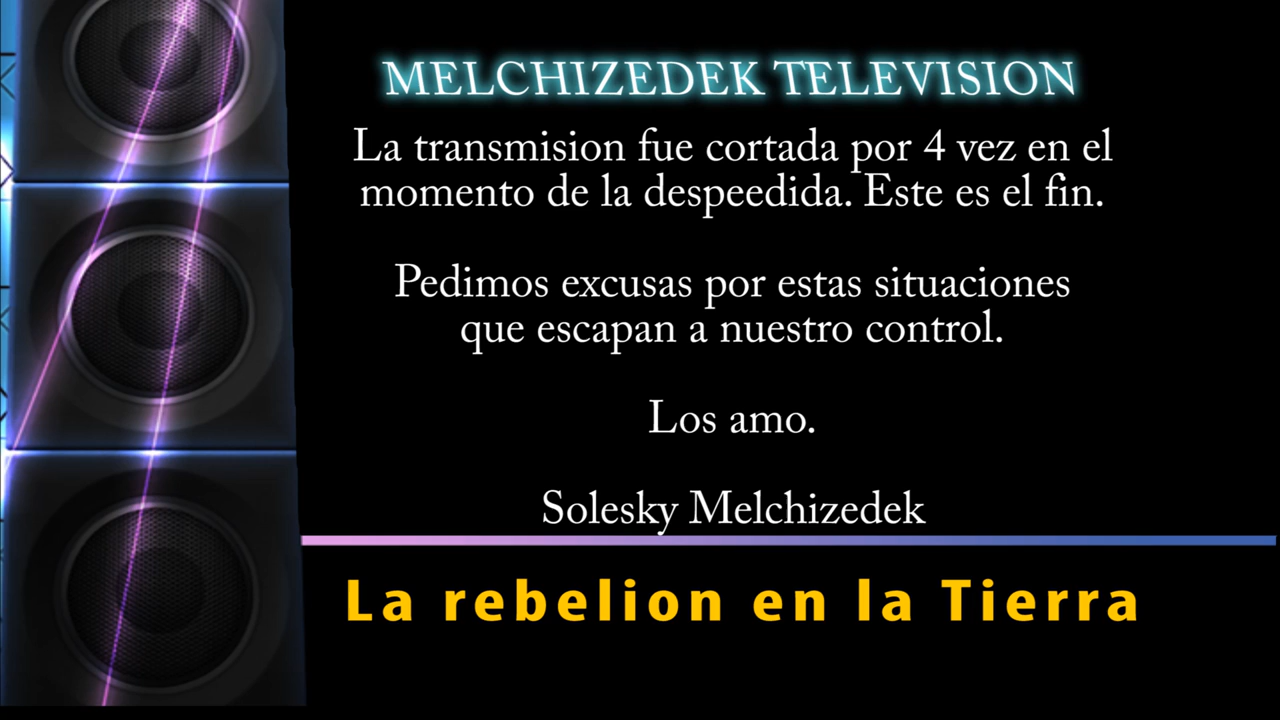 MELCHIZEDEK TELEVISION
La transmision fue cortada por 4 vez en el
momento de la despeedida. Este es el fin.
Pedimos excusas por estas situaciones
que escapan a nuestro control.
Los amo.
Solesky Melchizedek
La rebelion en la Tierra